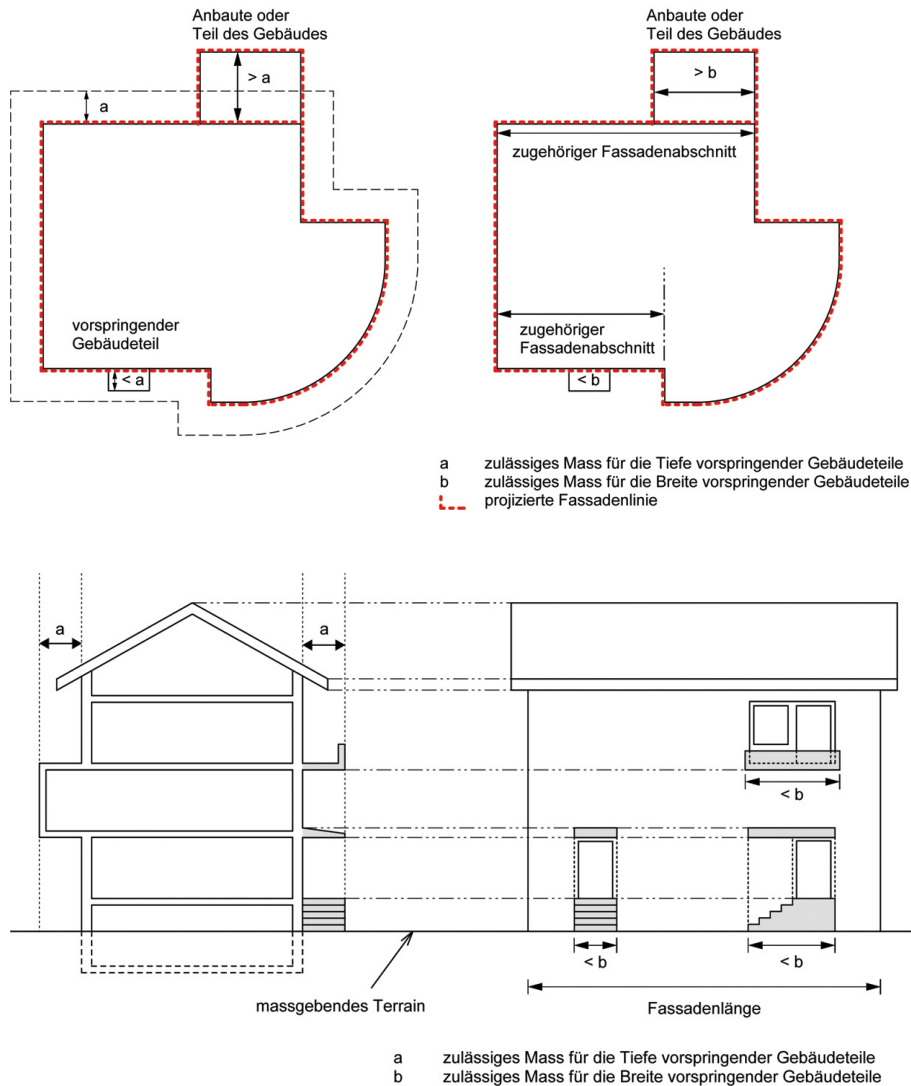 Anbaute oder
Teil des Gebäudes
> a
a
vorspringender
Gebäudeteil
< a
Anbaute oder
Teil des Gebäudes
> b
zugehöriger Fassadenabschnitt
zugehöriger
Fassadenabschnitt
< b
a zulässiges Mass für die Tiefe vorspringender Gebäudeteile
b zulässiges Mass für die Breite vorspringender Gebäudeteile
projizierte Fassadenlinie
a
a
< b
< b
< b
massgebendes Terrain
Fassadenlänge
a zulässiges Mass für die Tiefe vorspringender Gebäudeteile
b zulässiges Mass für die Breite vorspringender Gebäudeteile